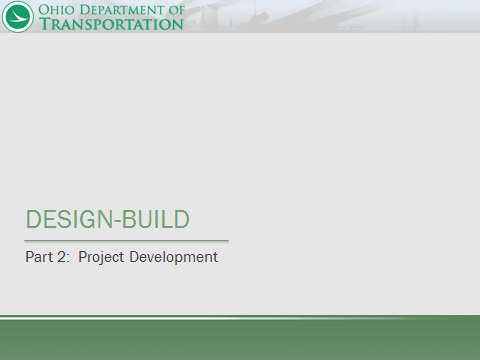 OHIO DEPARTMENT OF
TRANSPORTATION
DESIGN-BUILD
Part 2: Project Development